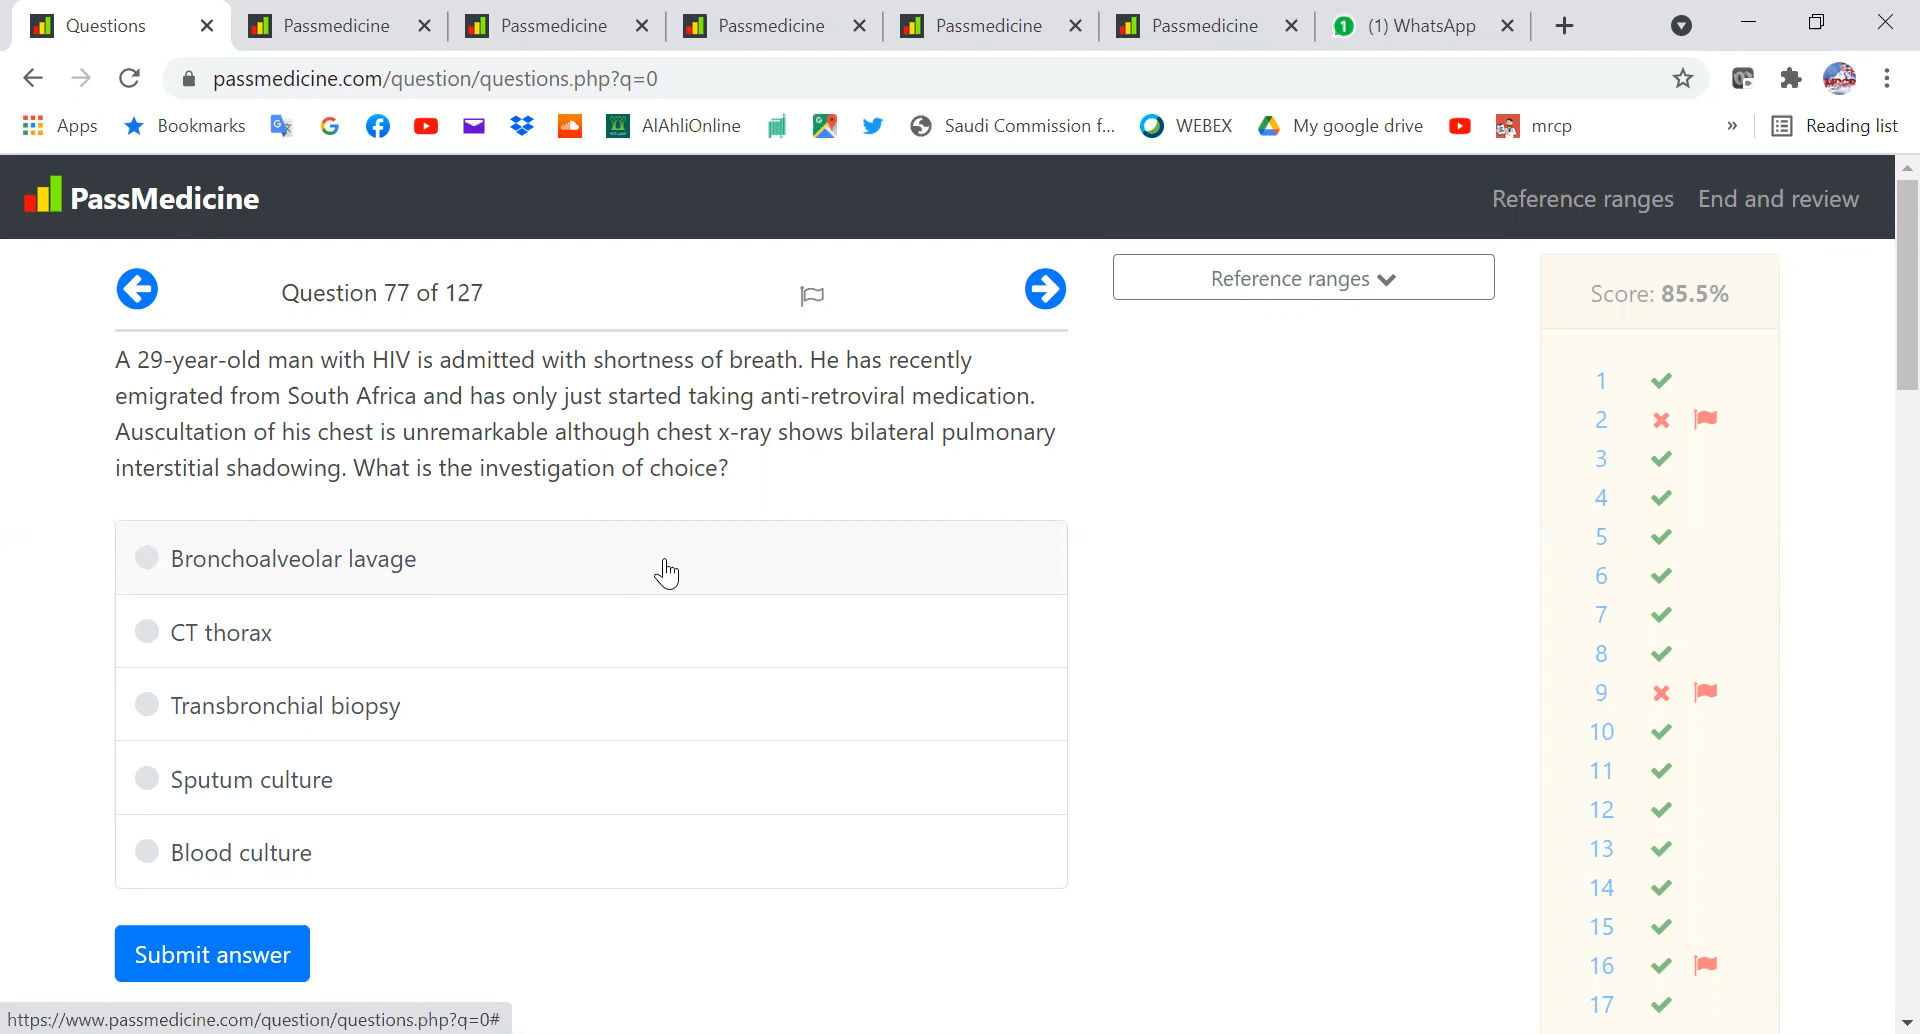 Questions
Passmedicine
Passmedicine
Passmedicine
Passmedicine
Passmedicine
1 (1) WhatsApp
passmedicine.com/question/questions.php?q=0
Apps
Bookmarks
AlAhliOnline
Saudi Commission f...
WEBEX
My google drive
mrcp
»
Reading list
PassMedicine
Reference ranges
End and review
Question 77 of 127
Reference ranges
Score: 85.5%
A 29-year-old man with HIV is admitted with shortness of breath. He has recently
emigrated from South Africa and has only just started taking anti-retroviral medication.
Auscultation of his chest is unremarkable although chest x-ray shows bilateral pulmonary
interstitial shadowing. What is the investigation of choice?
Bronchoalveolar lavage
CT thorax
Transbronchial biopsy
Sputum culture
Blood culture
Submit answer
1
2
3
4
5
6
7
8
9
10
11
12
13
14
15
16
17
https://www.passmedicine.com/question/questions.php?q=0#